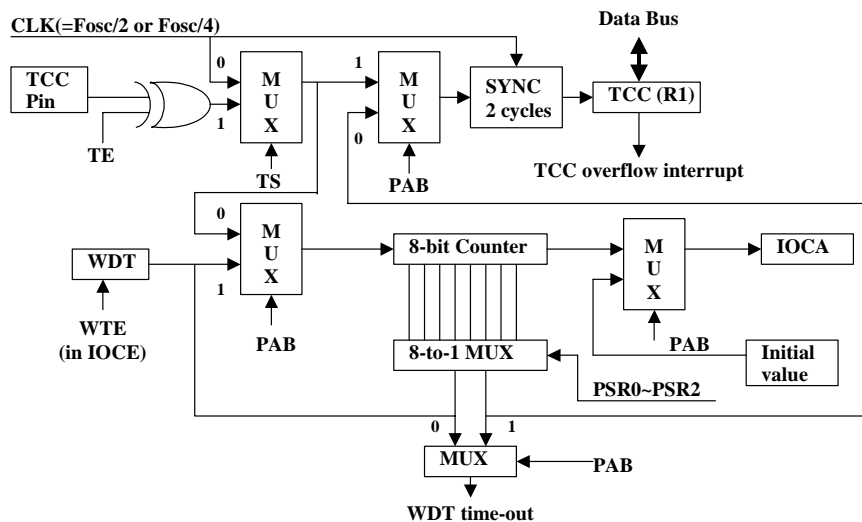 Data Bus
CLK(=Fosc/2 or Fosc/4)
0
TCC
Pin
1
TE
M
U
X
TS
1
0
M
U
X
PAB
SYNC
2 cycles
TCC (R1)
TCC overflow interrupt
0
WDT
1
WTE
(in IOCE)
M
U
X
PAB
8-bit Counter
8-to-1 MUX
M
U
X
PAB
IOCA
Initial
value
PSR0~PSR2
0
1
MUX
PAB
WDT time-out